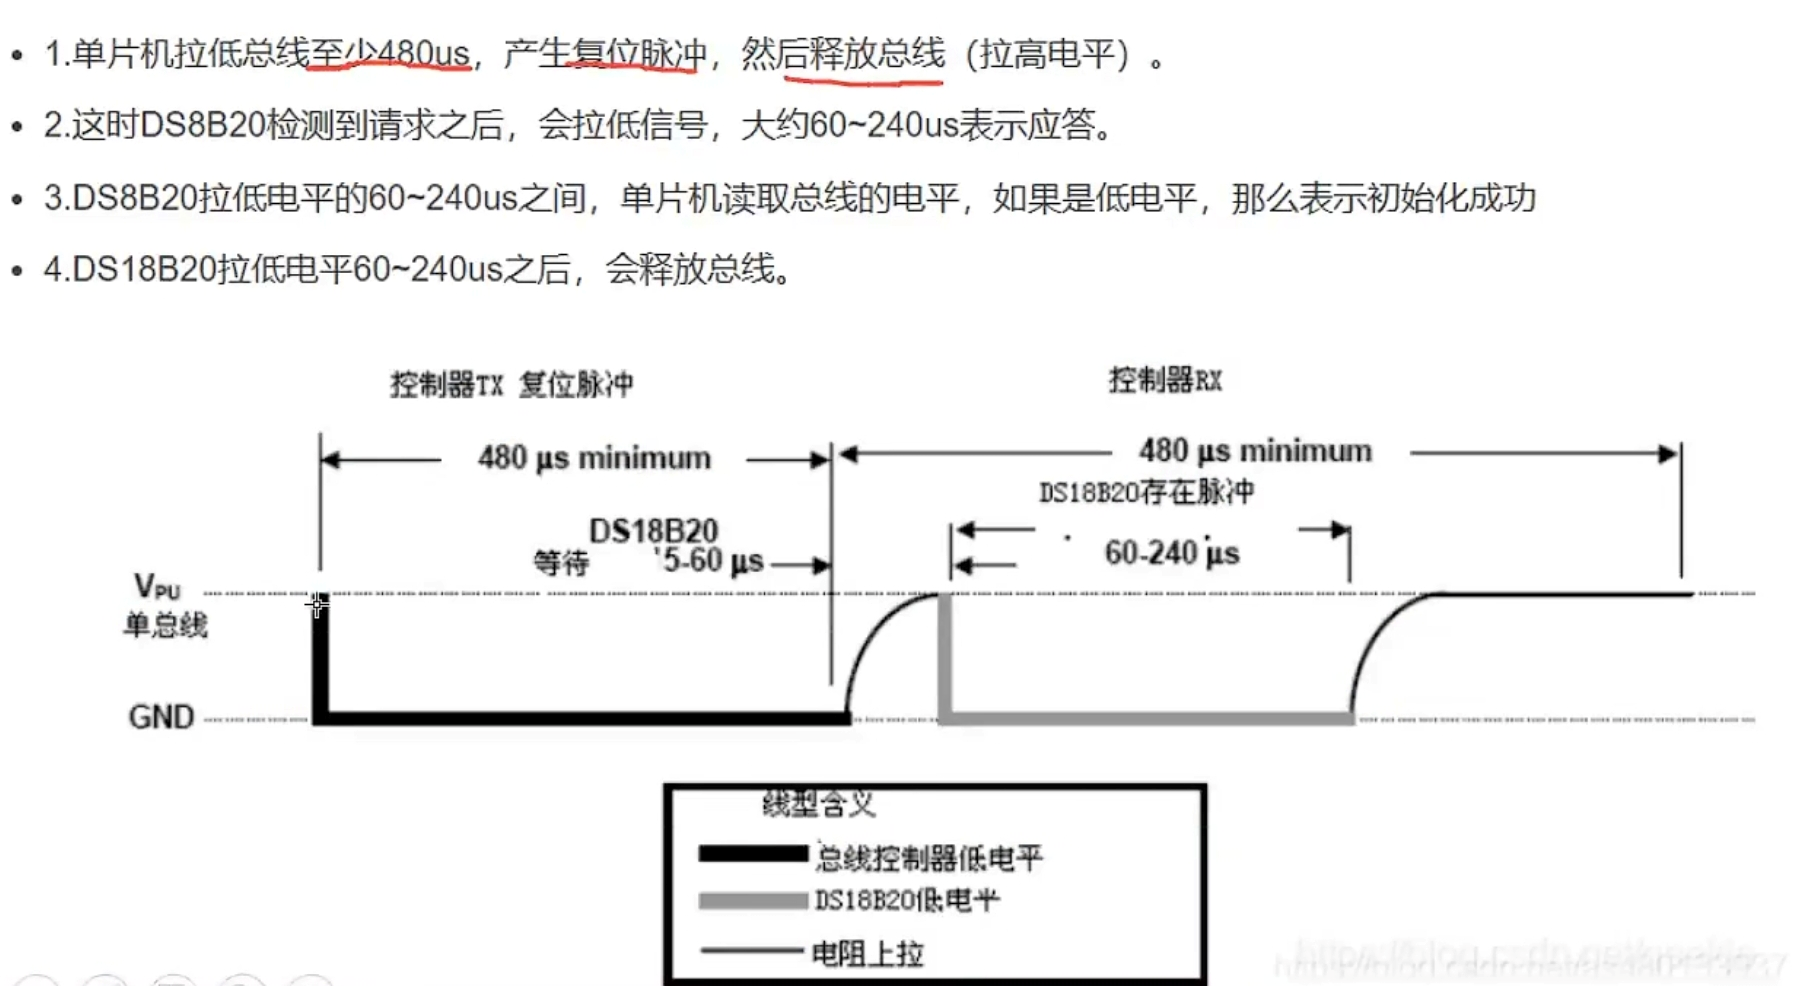 1.单片机拉低总线至少480us，产生复位脉冲，然后释放总线（拉高电平）。
2.这时DS8B20检测到请求之后，会拉低信号，大约60~240us表示应答。
3.DS8B20拉低电平的60~240us之间，单片机读取总线的电平，如果是低电平，那么表示初始化成功
4.DS18B20拉低电平60~240us之后，会释放总线。
控制器TX 复位脉冲
控制器RX
480 µs minimum
480 µs minimum
DS18B20存在脉冲
DS18B20
等待 '5-60 µs
60-240 µs
VPU
单总线
GND
线型含义
总线控制器低电平
DS18B20低电平
电阻上拉